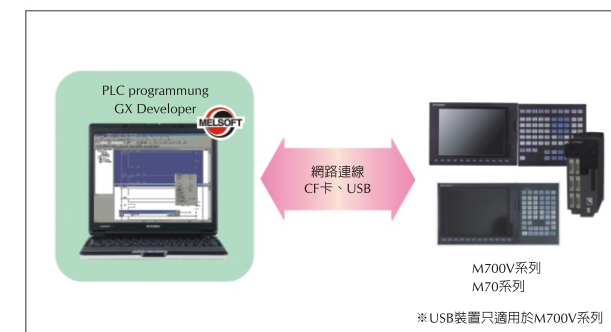 PLC programmung
GX Developer
MELSOFT
網路連線
CF卡、USB
M700V系列
M70系列
※USB裝置只適用於M700V系列